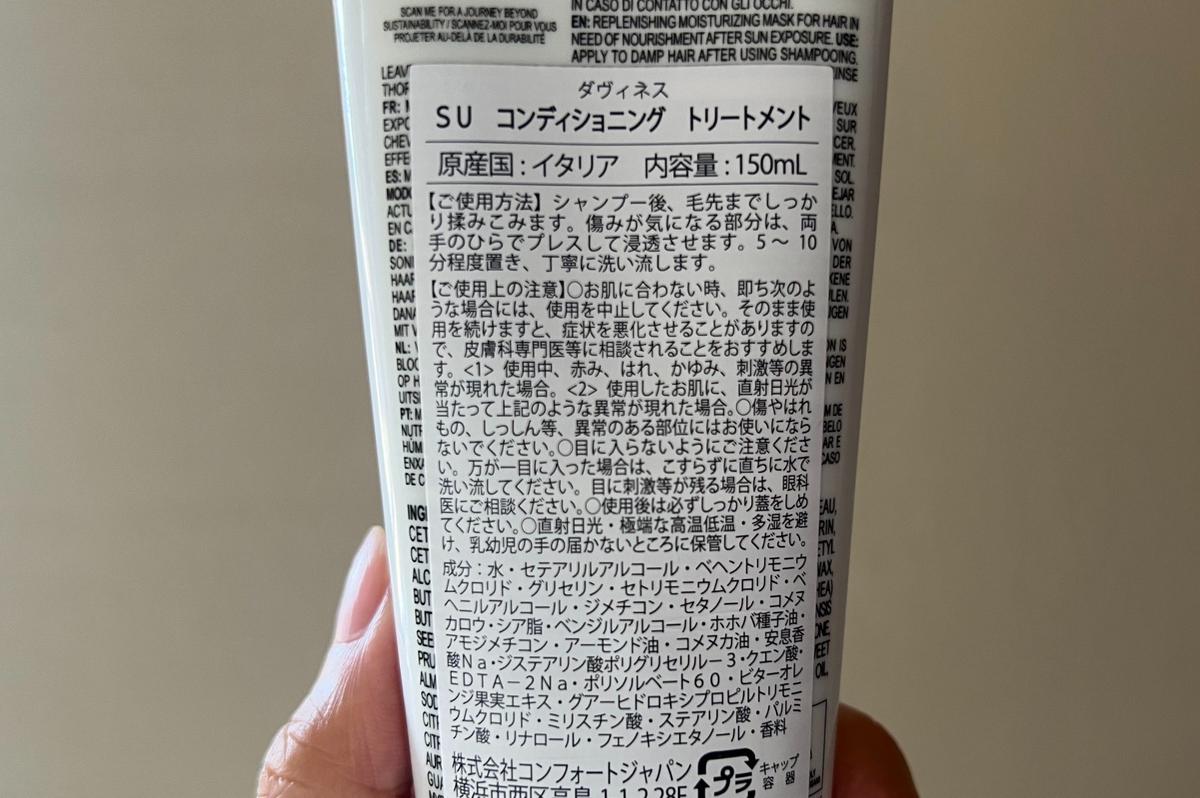 SCAN ME FOR A JOURNEY BEYOND
SUSTAINABILITY / SCANNEZ-MOI POUR VOUS
PROJETER AU-DELÀ DE LA DURABILITÉ
IN CASO DI CONTATTO CON GLI OCCHI.
EN: REPLENISHING MOISTURIZING MASK FOR HAIR IN
NEED OF NOURISHMENT AFTER SUN EXPOSURE. USE:
APPLY TO DAMP HAIR AFTER USING SHAMPOOING.
ダヴィネス
SU コンディショニング トリートメント
原産国:イタリア 内容量:150mL
【ご使用方法】シャンプー後、毛先までしっか
り揉みこみます。傷みが気になる部分は、両
手のひらでプレスして浸透させます。5〜10
分程度置き、丁寧に洗い流します。
【ご使用上の注意】○お肌に合わない時、即ち次のよ
うな場合には、使用を中止してください。そのまま使
用を続けますと、症状を悪化させることがありますの
で、皮膚科専門医等に相談されることをおすすめしま
す。<1> 使用中、赤み、はれ、かゆみ、刺激等の異
常が現れた場合。<2> 使用したお肌に、直射日光が
当たって上記のような異常が現れた場合。○傷やはれ
もの、しっしん等、異常のある部位にはお使いになら
ないでください。○目に入らないようにご注意くださ
い。万が一目に入った場合は、こすらずに直ちに水で
洗い流してください。目に刺激等が残る場合は、眼科
医にご相談ください。○使用後は必ずしっかり蓋をしめ
てください。○直射日光・極端な高温低温・多湿を避
け、乳幼児の手の届かないところに保管してください。
成分:水・セテアリルアルコール・ベヘントリモニウ
ムクロリド・グリセリン・セトリモニウムクロリド・ベ
ヘニルアルコール・ジメチコン・セタノール・コメヌ
カロウ・シア脂・ベンジルアルコール・ホホバ種子油・
アモジメチコン・アーモンド油・コメヌカ油・安息香
酸Na・ジステアリン酸ポリグリセリル－3・クエン酸・
EDTA－2Na・ポリソルベート60・ビターオレ
ンジ果実エキス・グアーヒドロキシプロピルトリモニ
ウムクロリド・ミリスチン酸・ステアリン酸・パルミ
チン酸・リナロール・フェノキシエタノール・香料
株式会社コンフォートジャパン
プラ
キャップ
容器
横浜市西区高島 1-1-2 28F